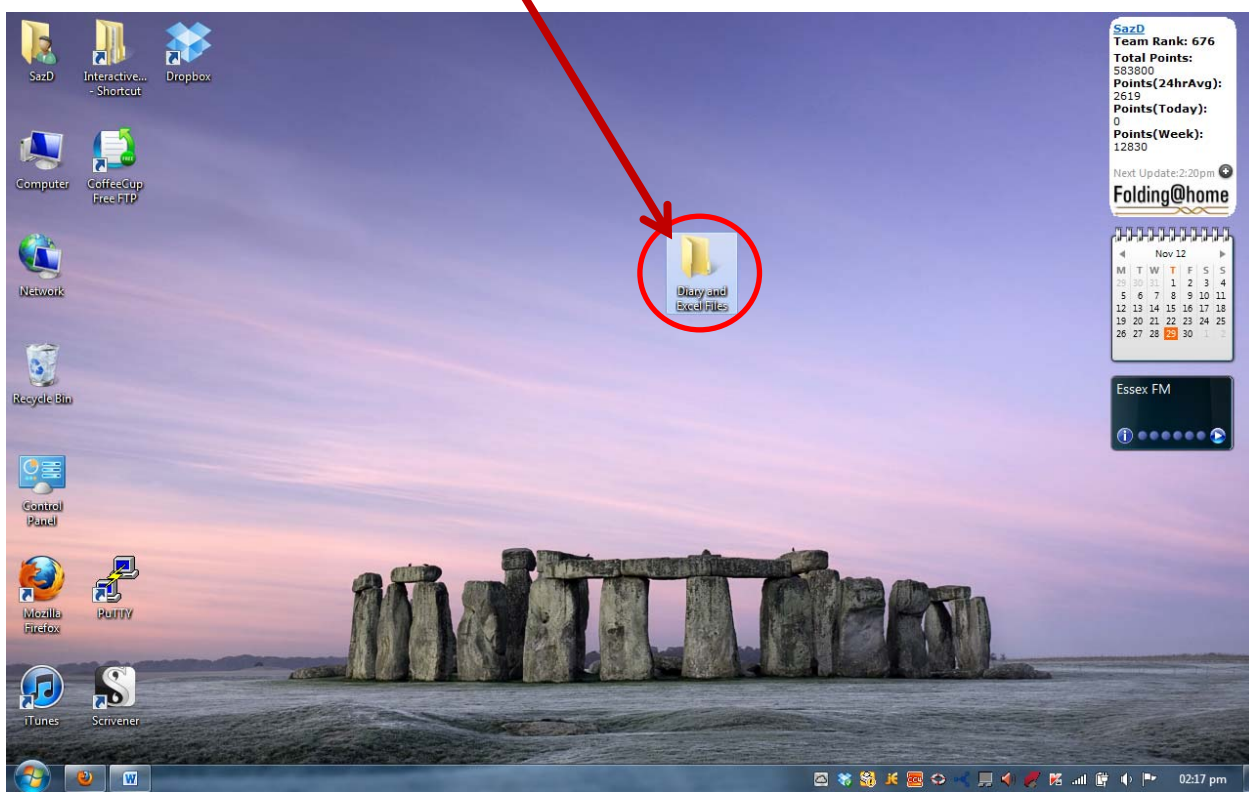 SazD
Interactive...
- Shortcut
Dropbox
Computer
CoffeeCup
Free FTP
FREE
Network
Recycle Bin
Control
Panel
Mozilla
Firefox
PuTTY
iTunes
Scrivener
Diary and
Excel Files
SazD
Team Rank: 676
Total Points:
583800
Points(24hrAvg):
2619
Points(Today):
0
Points(Week):
12830
Next Update:2:20pm
Folding@home
Nov 12
M T W T F S S
29 30 31 1 2 3 4
5 6 7 8 9 10 11
12 13 14 15 16 17 18
19 20 21 22 23 24 25
26 27 28 29 30 1 2
Essex FM
02:17 pm